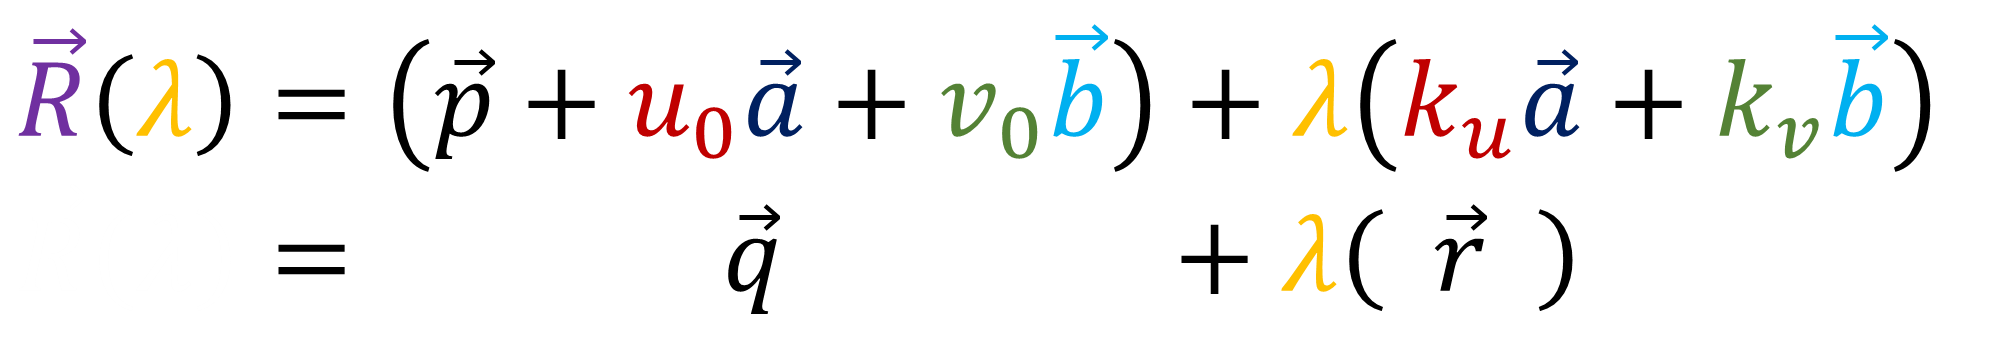 R⃗(λ) = (p⃗ + u₀a⃗ + v₀b⃗) + λ(kᵤa⃗ + kᵥb⃗)
= q⃗ + λ( r⃗ )